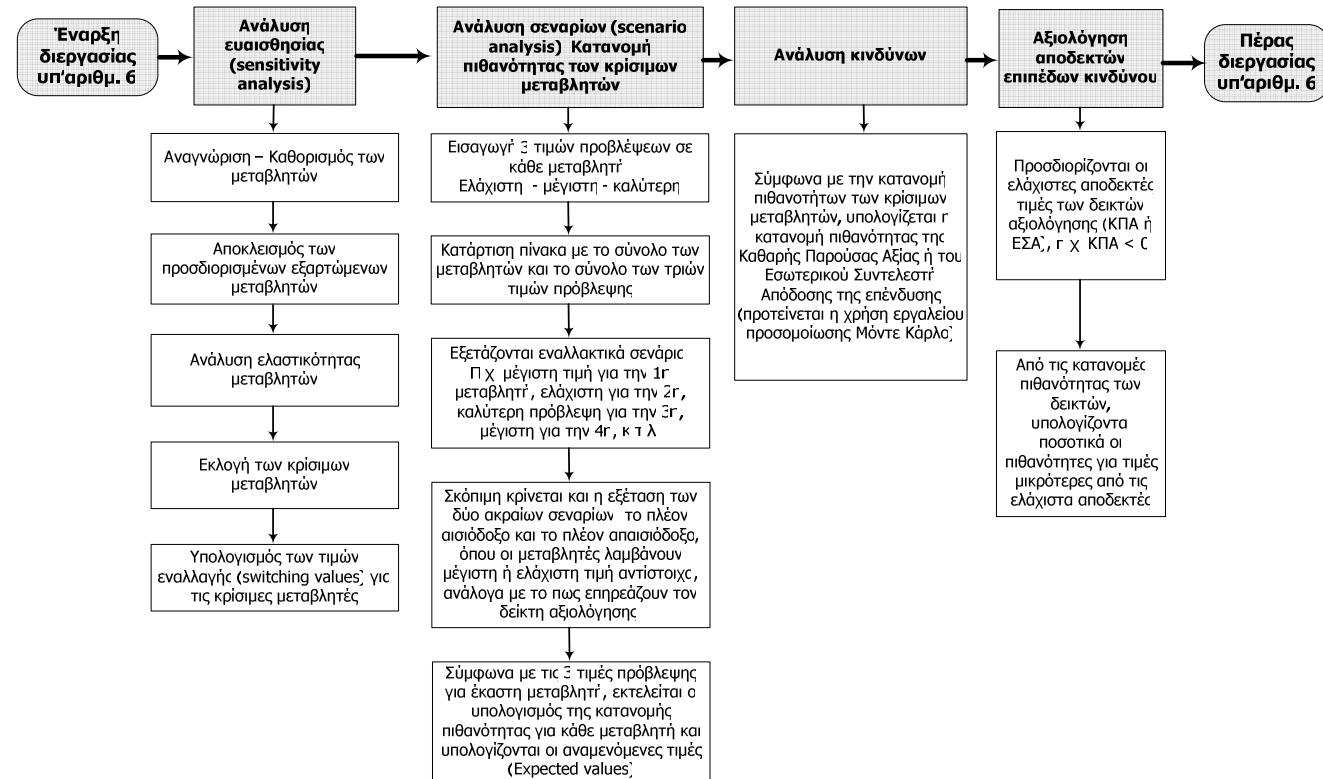 Έναρξη
διεργασίας
υπ'αριθμ. 6
Ανάλυση
ευαισθησίας
(sensitivity
analysis)
Ανάλυση σεναρίων (scenario
analysis) Κατανομή
πιθανότητας των κρίσιμων
μεταβλητών
Ανάλυση κινδύνων
Αξιολόγηση
αποδεκτών
επιπέδων κινδύνου
Πέρας
διεργασίας
υπ'αριθμ. 6
Αναγνώριση – Καθορισμός των
μεταβλητών
Αποκλεισμός των
προσδιορισμένων εξαρτώμενων
μεταβλητών
Ανάλυση ελαστικότητας
μεταβλητών
Εκλογή των κρίσιμων
μεταβλητών
Υπολογισμός των τιμών
εναλλαγής (switching values) για
τις κρίσιμες μεταβλητές
Εισαγωγή 3 τιμών προβλέψεων σε
κάθε μεταβλητή
Ελάχιστη - μέγιστη - καλύτερη
Κατάρτιση πίνακα με το σύνολο των
μεταβλητών και το σύνολο των τριών
τιμών πρόβλεψης
Εξετάζονται εναλλακτικά σενάρια
Π χ μέγιστη τιμή για την 1η
μεταβλητή, ελάχιστη για την 2η,
καλύτερη πρόβλεψη για την 3η,
μέγιστη για την 4η, κ τ λ
Σκόπιμη κρίνεται και η εξέταση των
δύο ακραίων σεναρίων το πλέον
αισιόδοξο και το πλέον απαισιόδοξο,
όπου οι μεταβλητές λαμβάνουν
μέγιστη ή ελάχιστη τιμή αντίστοιχα,
ανάλογα με το πως επηρεάζουν τον
δείκτη αξιολόγησης
Σύμφωνα με τις 3 τιμές πρόβλεψης
για έκαστη μεταβλητή, εκτελείται ο
υπολογισμός της κατανομής
πιθανότητας για κάθε μεταβλητή και
υπολογίζονται οι αναμενόμενες τιμές
(Expected values)
Σύμφωνα με την κατανομή
πιθανοτήτων των κρίσιμων
μεταβλητών, υπολογίζεται η
κατανομή πιθανότητας της
Καθαρής Παρούσας Αξίας ή του
Εσωτερικού Συντελεστή
Απόδοσης της επένδυσης
(προτείνεται η χρήση εργαλείου
προσομοίωσης Μόντε Κάρλο)
Προσδιορίζονται οι
ελάχιστες αποδεκτές
τιμές των δεικτών
αξιολόγησης (ΚΠΑ ή
ΕΣΑ), π χ ΚΠΑ < 0
Από τις κατανομές
πιθανότητας των
δεικτών,
υπολογίζοντα
ποσοτικά οι
πιθανότητες για τιμές
μικρότερες από τις
ελάχιστα αποδεκτές